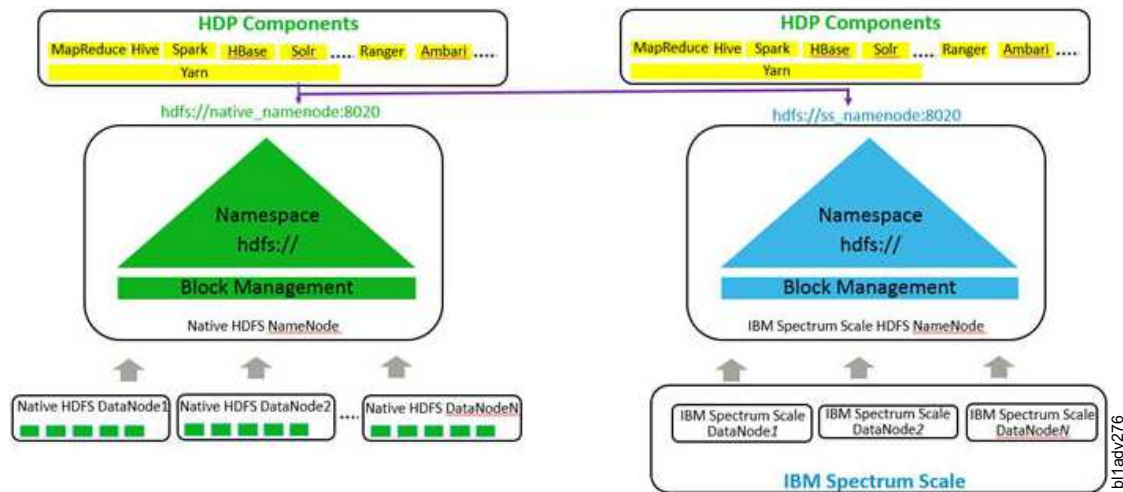 HDP Components
MapReduce Hive Spark HBase Solr ..... Ranger Ambari .....
Yarn
HDP Components
MapReduce Hive Spark HBase Solr ..... Ranger Ambari .....
Yarn
hdfs://native_namenode:8020
hdfs://ss_namenode:8020
Namespace
hdfs://
Block Management
Native HDFS NameNode
Namespace
hdfs://
Block Management
IBM Spectrum Scale HDFS NameNode
Native HDFS DataNode1
Native HDFS DataNode2
....
Native HDFS DataNodeN
IBM Spectrum Scale
DataNode1
IBM Spectrum Scale
DataNode2
IBM Spectrum Scale
DataNodeN
IBM Spectrum Scale
bl1adv276